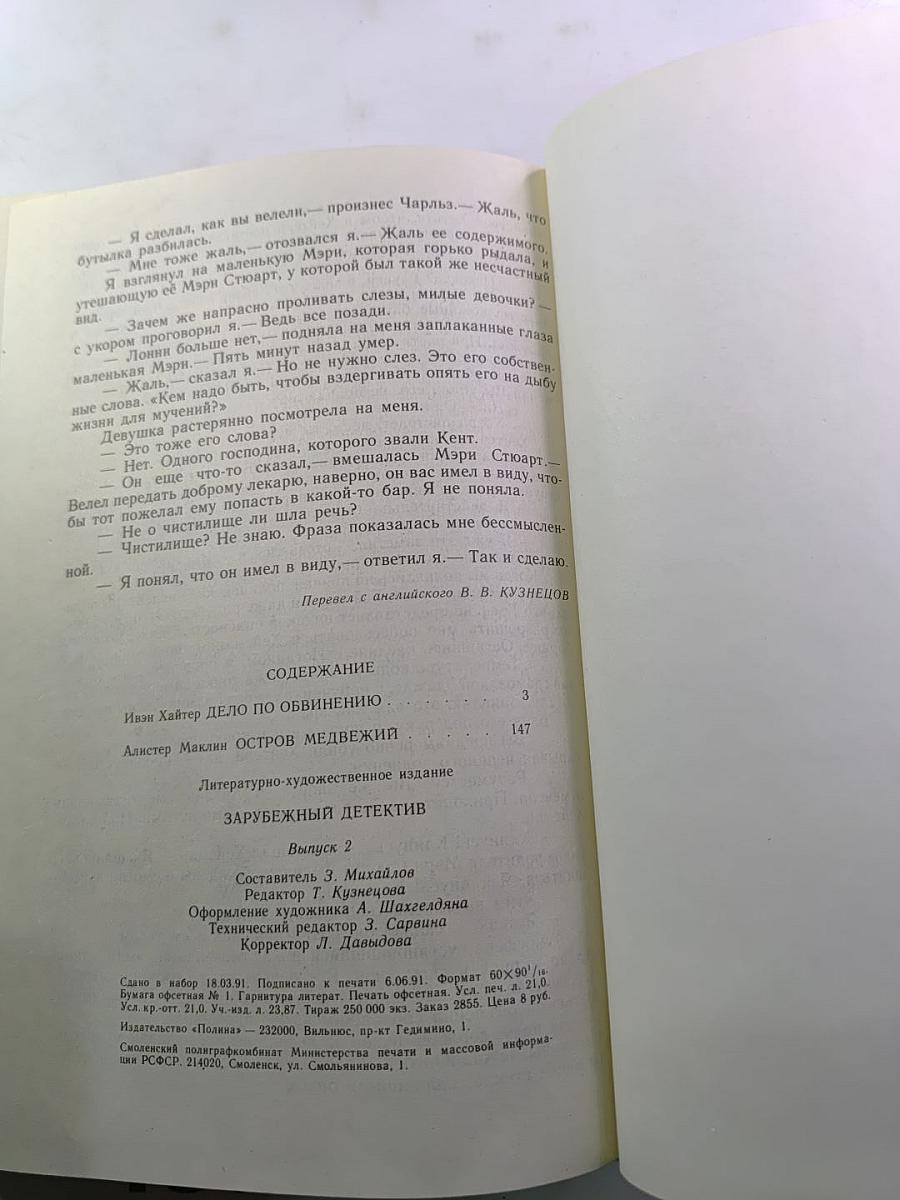 — Я сделал, как вы велели,— произнес Чарльз.— Жаль, что
бутылка разбилась.
— Мне тоже жаль,— отозвался я.— Жаль ее содержимого.
Я взглянул на маленькую Мэри, которая горько рыдала, и
утешающую её Мэри Стюарт, у которой был такой же несчастный
вид.
— Зачем же напрасно проливать слезы, милые девочки? —
с укором проговорил я.— Ведь все позади.
— Лонни больше нет,— подняла на меня заплаканные глаза
маленькая Мэри.— Пять минут назад умер.
— Жаль,— сказал я.— Но не нужно слез. Это его собствен-
ные слова. «Кем надо быть, чтобы вздергивать опять его на дыбу
жизни для мучений?»
Девушка растерянно посмотрела на меня.
— Это тоже его слова?
— Нет. Одного господина, которого звали Кент.
— Он еще что-то сказал,— вмешалась Мэри Стюарт.—
Велел передать доброму лекарю, наверно, он вас имел в виду, что-
бы тот пожелал ему попасть в какой-то бар. Я не поняла.
— Не о чистилище ли шла речь?
— Чистилище? Не знаю. Фраза показалась мне бессмыслен-
ной.
— Я понял, что он имел в виду,— ответил я.— Так и сделаю.
Перевел с английского В. В. КУЗНЕЦОВ
СОДЕРЖАНИЕ
Ивэн Хайтер ДЕЛО ПО ОБВИНЕНИЮ . . . . . . 3
Алистер Маклин ОСТРОВ МЕДВЕЖИЙ . . . . . 147
Литературно-художественное издание
ЗАРУБЕЖНЫЙ ДЕТЕКТИВ
Выпуск 2
Составитель З. Михайлов
Редактор Т. Кузнецова
Оформление художника А. Шахгелдяна
Технический редактор З. Сарвина
Корректор Л. Давыдова
Сдано в набор 18.03.91. Подписано к печати 6.06.91. Формат 60×90¹/₁₆.
Бумага офсетная № 1. Гарнитура литерат. Печать офсетная. Усл. печ. л. 21,0.
Усл. кр.-отт. 21,0. Уч.-изд. л. 23,87. Тираж 250 000 экз. Заказ 2855. Цена 8 руб.
Издательство «Полина» — 232000, Вильнюс, пр-кт Гедимино, 1.
Смоленский полиграфкомбинат Министерства печати и массовой информа-
ции РСФСР. 214020, Смоленск, ул. Смольянинова, 1.